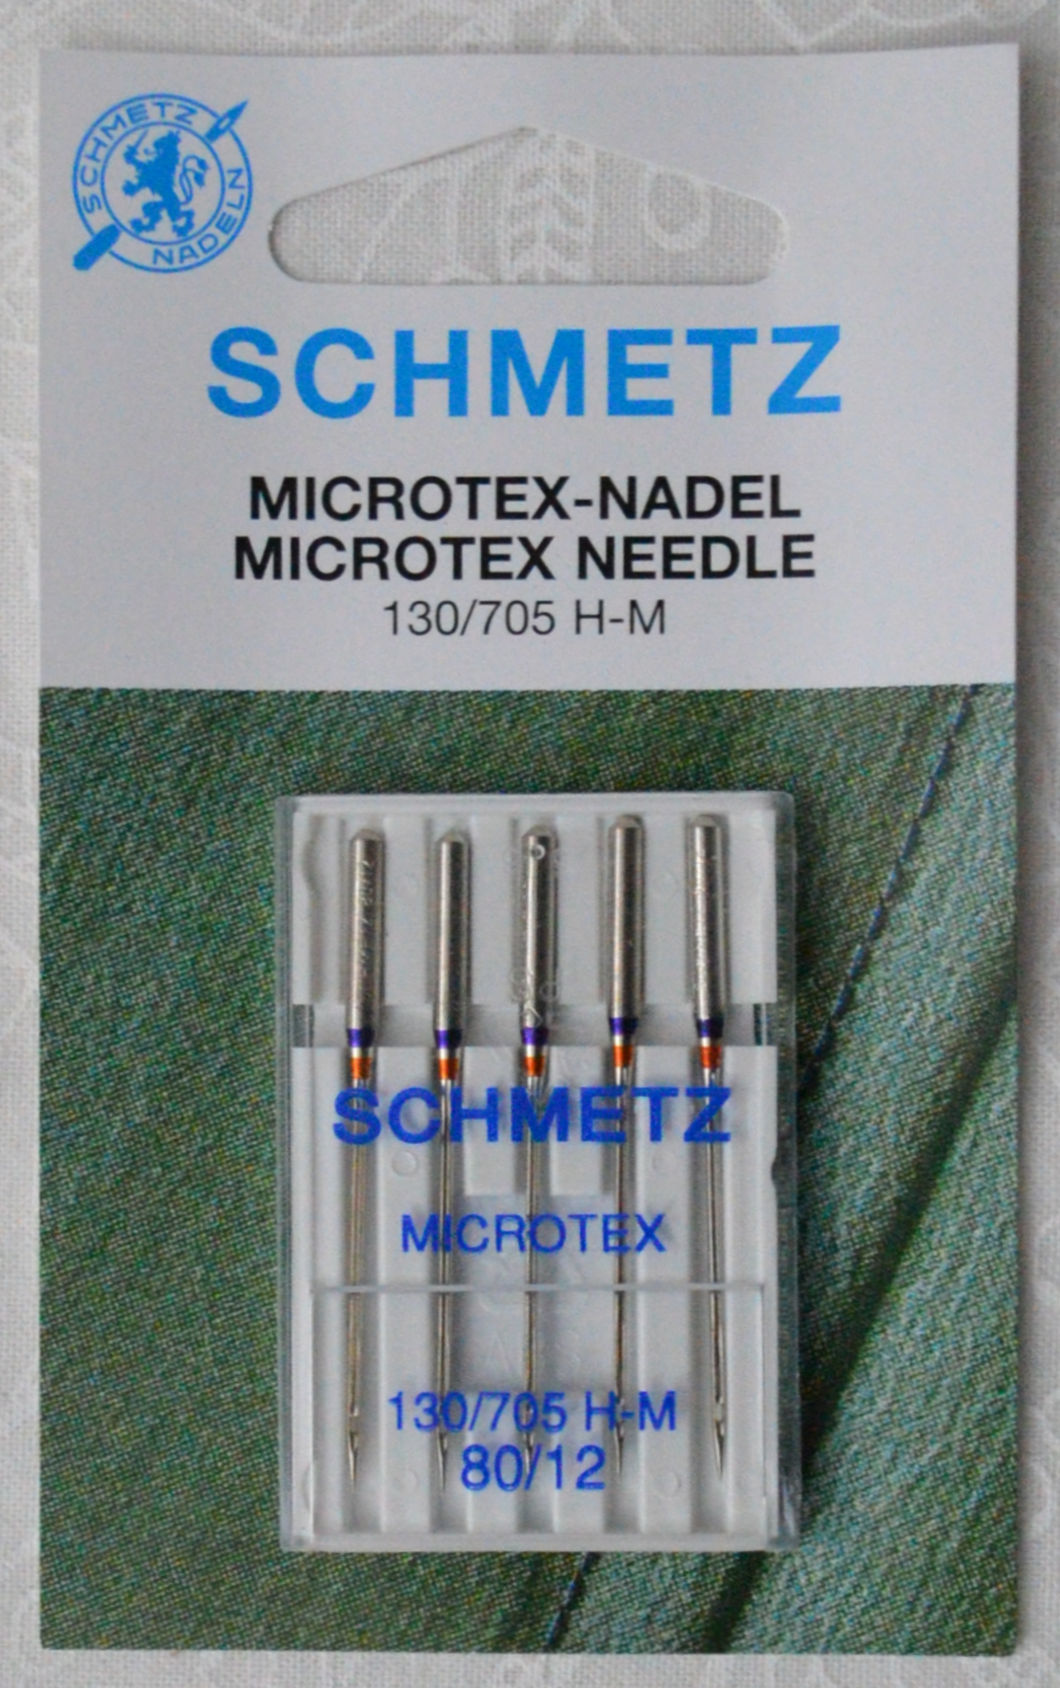 SCHMETZ
NADELN
SCHMETZ
MICROTEX-NADEL
MICROTEX NEEDLE
130/705 H-M
SCHMETZ
MICROTEX
130/705 H-M
80/12